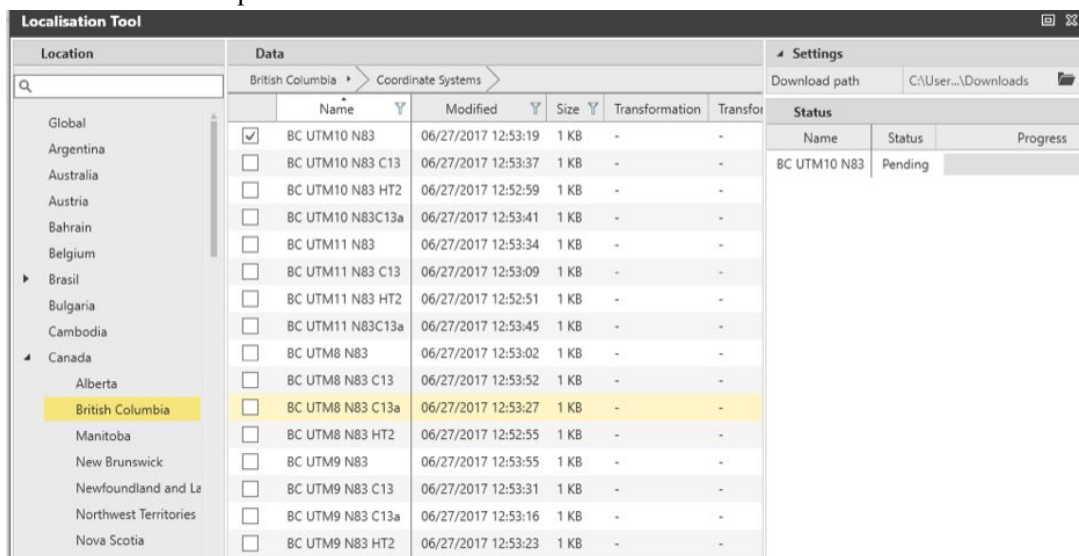 Localisation Tool
Location
Global
Argentina
Australia
Austria
Bahrain
Belgium
Brasil
Bulgaria
Cambodia
Canada
Alberta
British Columbia
Manitoba
New Brunswick
Newfoundland and La
Northwest Territories
Nova Scotia
Data
British Columbia Coordinate Systems
Name Modified Size Transformation Transfor
BC UTM10 N83 06/27/2017 12:53:19 1 KB - -
BC UTM10 N83 C13 06/27/2017 12:53:37 1 KB - -
BC UTM10 N83 HT2 06/27/2017 12:52:59 1 KB - -
BC UTM10 N83C13a 06/27/2017 12:53:41 1 KB - -
BC UTM11 N83 06/27/2017 12:53:34 1 KB - -
BC UTM11 N83 C13 06/27/2017 12:53:09 1 KB - -
BC UTM11 N83 HT2 06/27/2017 12:52:51 1 KB - -
BC UTM11 N83C13a 06/27/2017 12:53:45 1 KB - -
BC UTM8 N83 06/27/2017 12:53:02 1 KB - -
BC UTM8 N83 C13 06/27/2017 12:53:52 1 KB - -
BC UTM8 N83 C13a 06/27/2017 12:53:27 1 KB - -
BC UTM8 N83 HT2 06/27/2017 12:52:55 1 KB - -
BC UTM9 N83 06/27/2017 12:53:55 1 KB - -
BC UTM9 N83 C13 06/27/2017 12:53:31 1 KB - -
BC UTM9 N83 C13a 06/27/2017 12:53:16 1 KB - -
BC UTM9 N83 HT2 06/27/2017 12:53:23 1 KB - -
Settings
Download path C:\User...\Downloads
Status
Name Status Progress
BC UTM10 N83 Pending